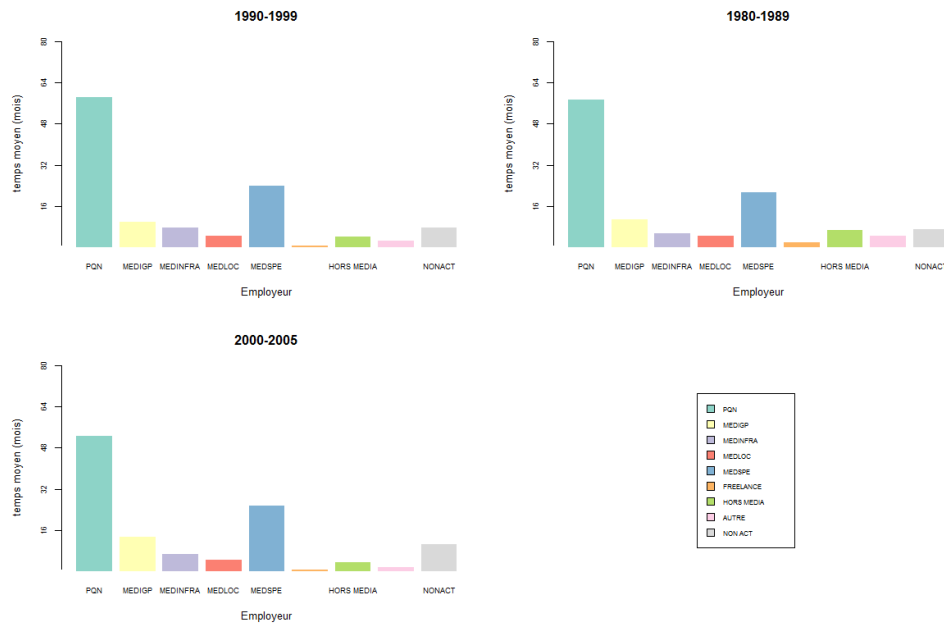 1990-1999
temps moyen (mois)
80
64
48
32
16
PQN MEDIGP MEDINFRA MEDLOC MEDSPE HORS MEDIA NONACT
Employeur
1980-1989
temps moyen (mois)
80
64
48
32
16
PQN MEDIGP MEDINFRA MEDLOC MEDSPE HORS MEDIA NONACT
Employeur
2000-2005
temps moyen (mois)
80
64
48
32
16
PQN MEDIGP MEDINFRA MEDLOC MEDSPE HORS MEDIA NONACT
Employeur
PQN
MEDIGP
MEDINFRA
MEDLOC
MEDSPE
FREELANCE
HORS MEDIA
AUTRE
NON ACT